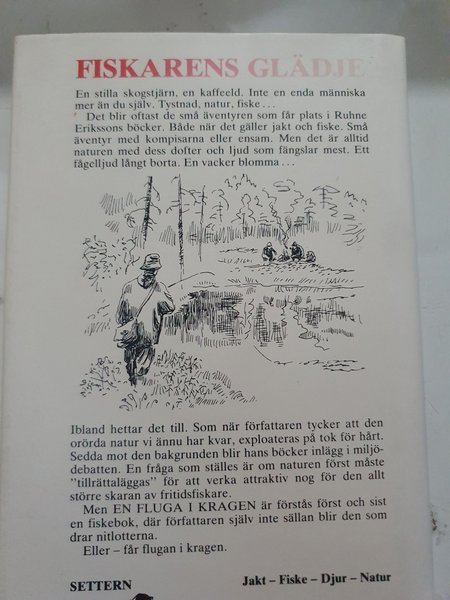 FISKARENS GLÄDJE
En stilla skogstjärn, en kaffeeld. Inte en enda människa
mer än du själv. Tystnad, natur, fiske...
Det blir oftast de små äventyren som får plats i Ruhne
Erikssons böcker. Både när det gäller jakt och fiske. Små
äventyr med kompisarna eller ensam. Men det är alltid
naturen med dess dofter och ljud som fängslar mest. Ett
fågelljud långt borta. En vacker blomma...
Ibland hettar det till. Som när författaren tycker att den
orörda natur vi ännu har kvar, exploateras på tok för hårt.
Sedda mot den bakgrunden blir hans böcker inlägg i miljö-
debatten. En fråga som ställes är om naturen först måste
"tillrättaläggas" för att verka attraktiv nog för den allt
större skaran av fritidsfiskare.
Men EN FLUGA I KRAGEN är förstås först och sist
en fiskebok, där författaren själv inte sällan blir den som
drar nitlotterna.
Eller – får flugan i kragen.
SETTERN Jakt – Fiske – Djur – Natur